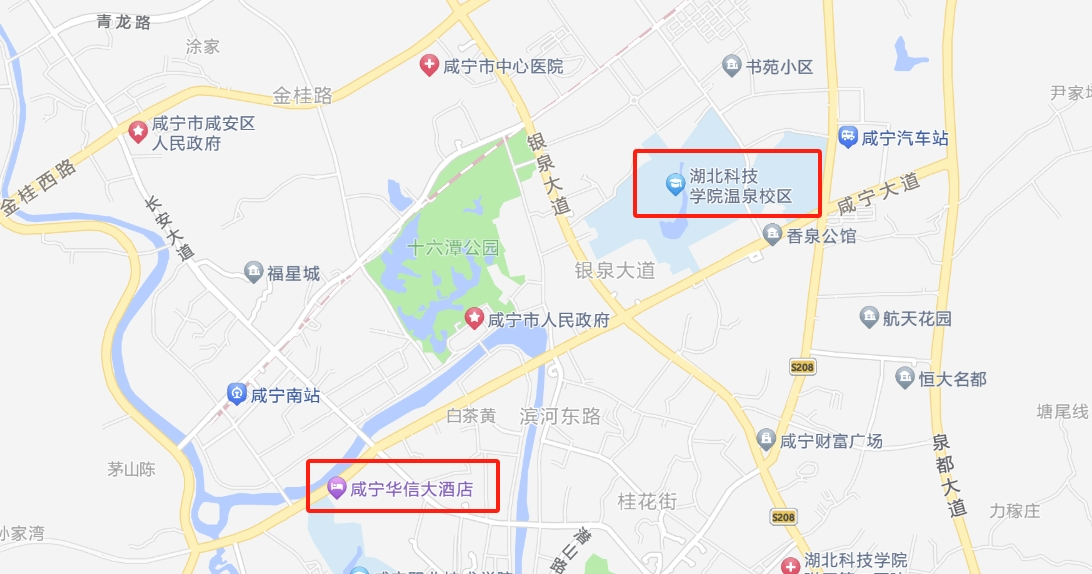 青龙路
涂家
咸宁市中心医院
书苑小区
金桂路
咸宁市咸安区
人民政府
咸宁汽车站
银泉大道
湖北科技
学院温泉校区
金桂西路
咸宁大道
长安大道
香泉公馆
十六潭公园
福星城
银泉大道
咸宁市人民政府
航天花园
S208
恒大名都
咸宁南站
白茶黄
滨河东路
塘尾线
咸宁财富广场
茅山陈
泉都大道
咸宁华信大酒店
桂花街
力稼庄
S208
孙家湾
潜山路
湖北科技学院